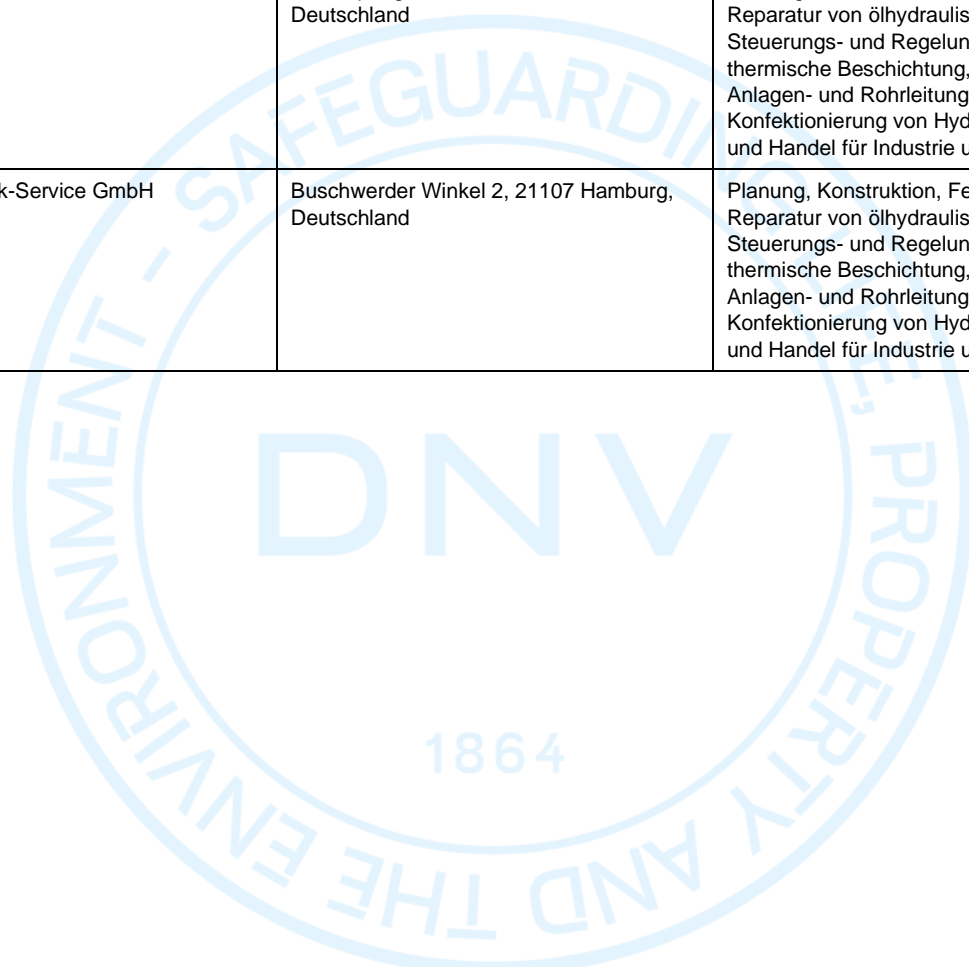 Deutschland
Reparatur von ölhydraulis
Steuerungs- und Regelun
thermische Beschichtung,
Anlagen- und Rohrleitung
Konfektionierung von Hyd
und Handel für Industrie u
k-Service GmbH
Buschwerder Winkel 2, 21107 Hamburg,
Deutschland
Planung, Konstruktion, Fe
Reparatur von ölhydraulis
Steuerungs- und Regelun
thermische Beschichtung,
Anlagen- und Rohrleitung
Konfektionierung von Hyd
und Handel für Industrie u
SAFEGUARDING LIFE, PROPERTY AND THE ENVIRONMENT -
DNV
1864